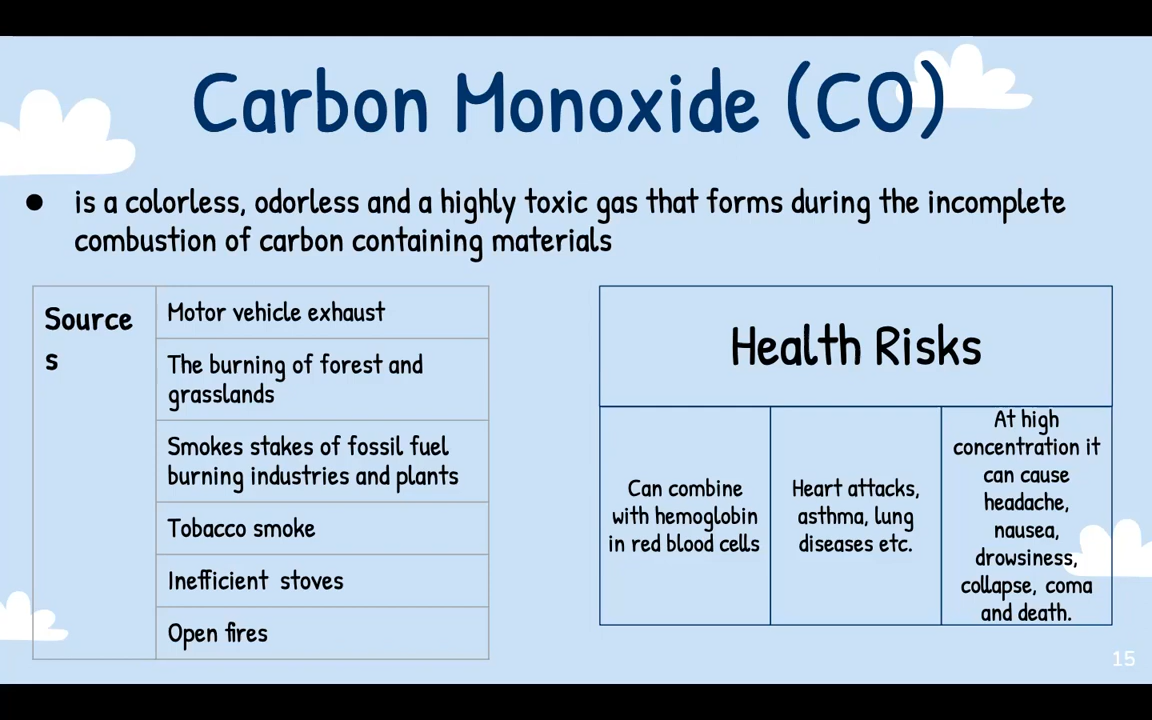 Carbon Monoxide (CO)
● is a colorless, odorless and a highly toxic gas that forms during the incomplete
combustion of carbon containing materials
Source
s
Motor vehicle exhaust
The burning of forest and
grasslands
Smokes stakes of fossil fuel
burning industries and plants
Tobacco smoke
Inefficient stoves
Open fires
Health Risks
Can combine
with hemoglobin
in red blood cells
Heart attacks,
asthma, lung
diseases etc.
At high
concentration it
can cause
headache,
nausea,
drowsiness,
collapse, coma
and death.
15